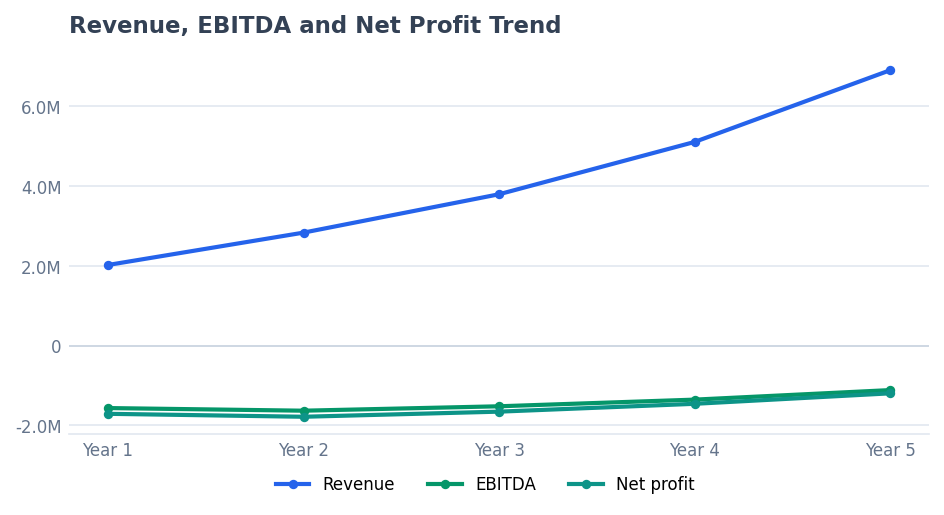 Revenue, EBITDA and Net Profit Trend
6.0M
4.0M
2.0M
0
-2.0M
Year 1 Year 2 Year 3 Year 4 Year 5
Revenue EBITDA Net profit